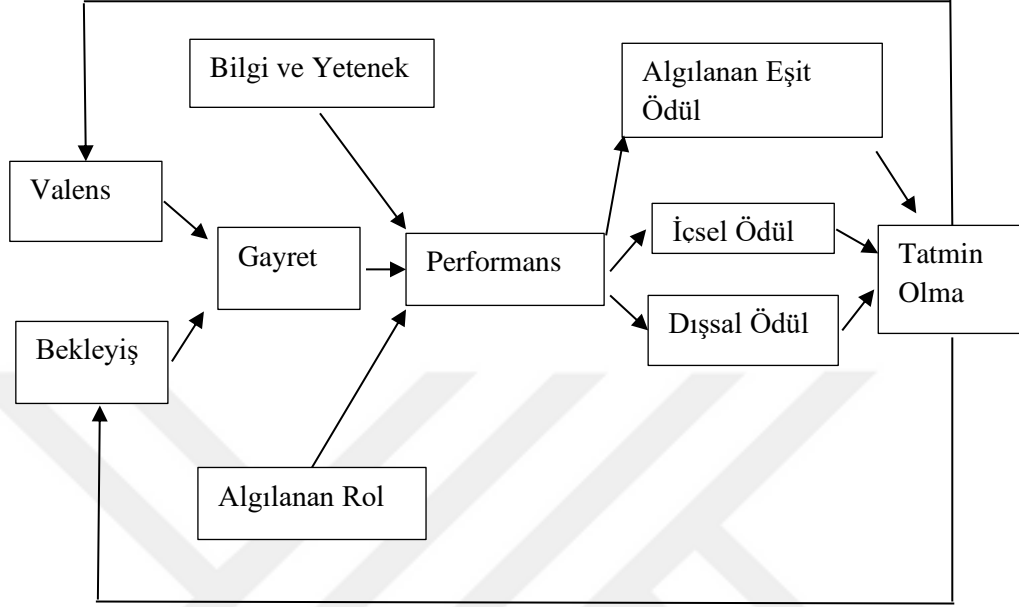 Bilgi ve Yetenek
Algılanan Eşit
Ödül
Valens
Gayret
Performans
İçsel Ödül
Tatmin
Olma
Dışsal Ödül
Bekleyiş
Algılanan Rol